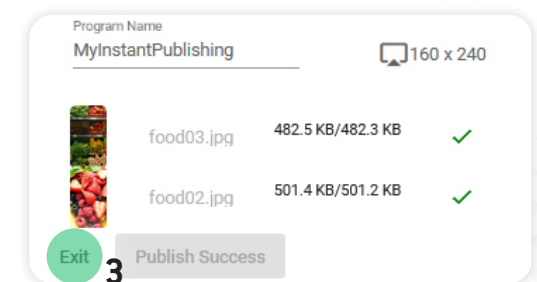 Program Name
MyInstantPublishing
160 x 240
food03.jpg 482.5 KB/482.3 KB
food02.jpg 501.4 KB/501.2 KB
Exit 3 Publish Success